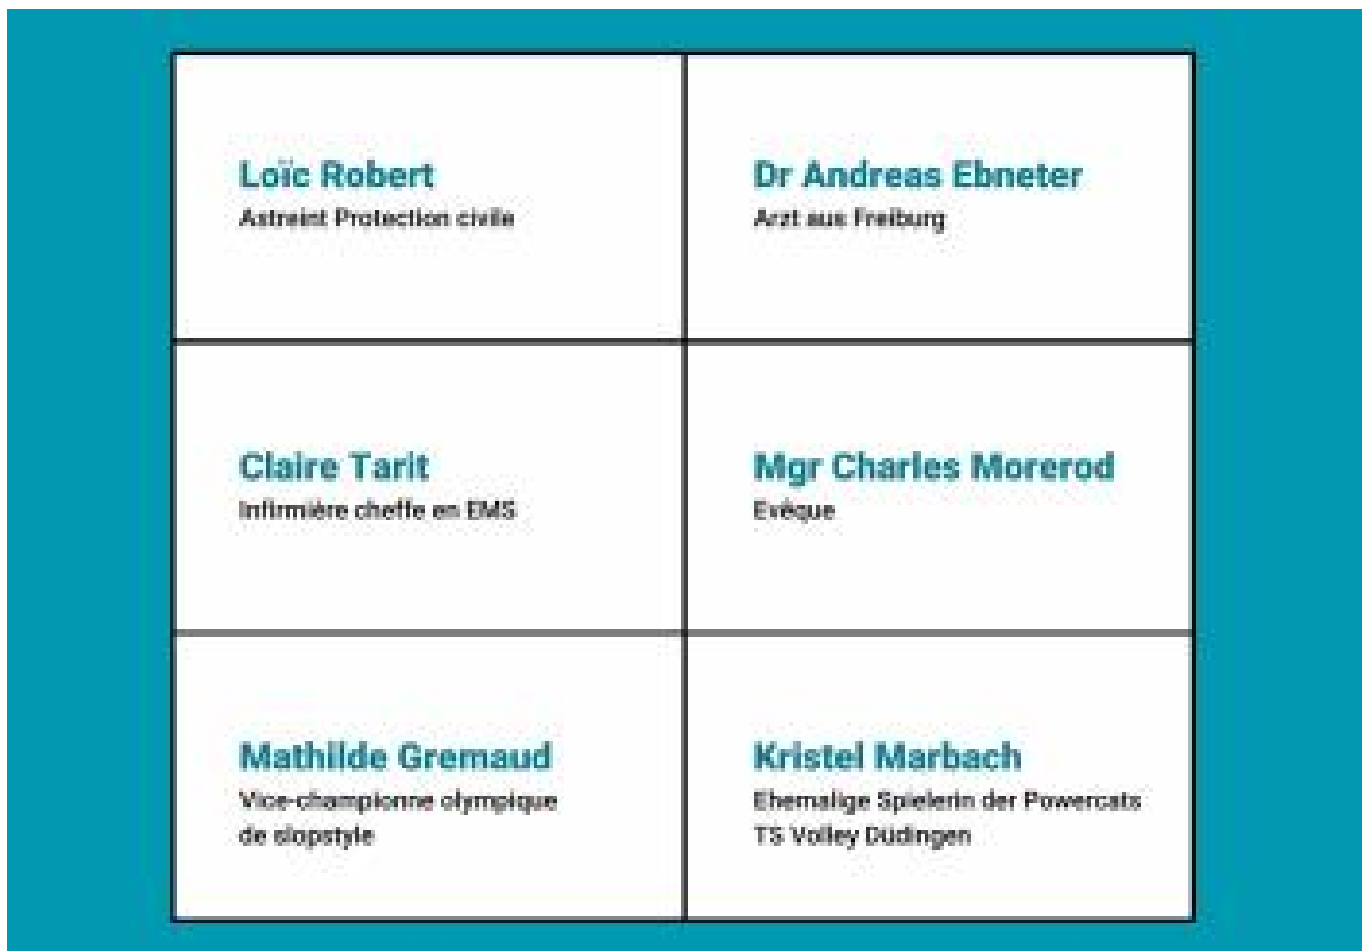 Loïc Robert
Astreint Protection civile
Dr Andreas Ebneter
Arzt aus Freiburg
Claire Tarit
Infirmière cheffe en EMS
Mgr Charles Morerod
Evêque
Mathilde Gremaud
Vice-championne olympique
de slopstyle
Kristel Marbach
Ehemalige Spielerin der Powercats
TS Volley Düdingen